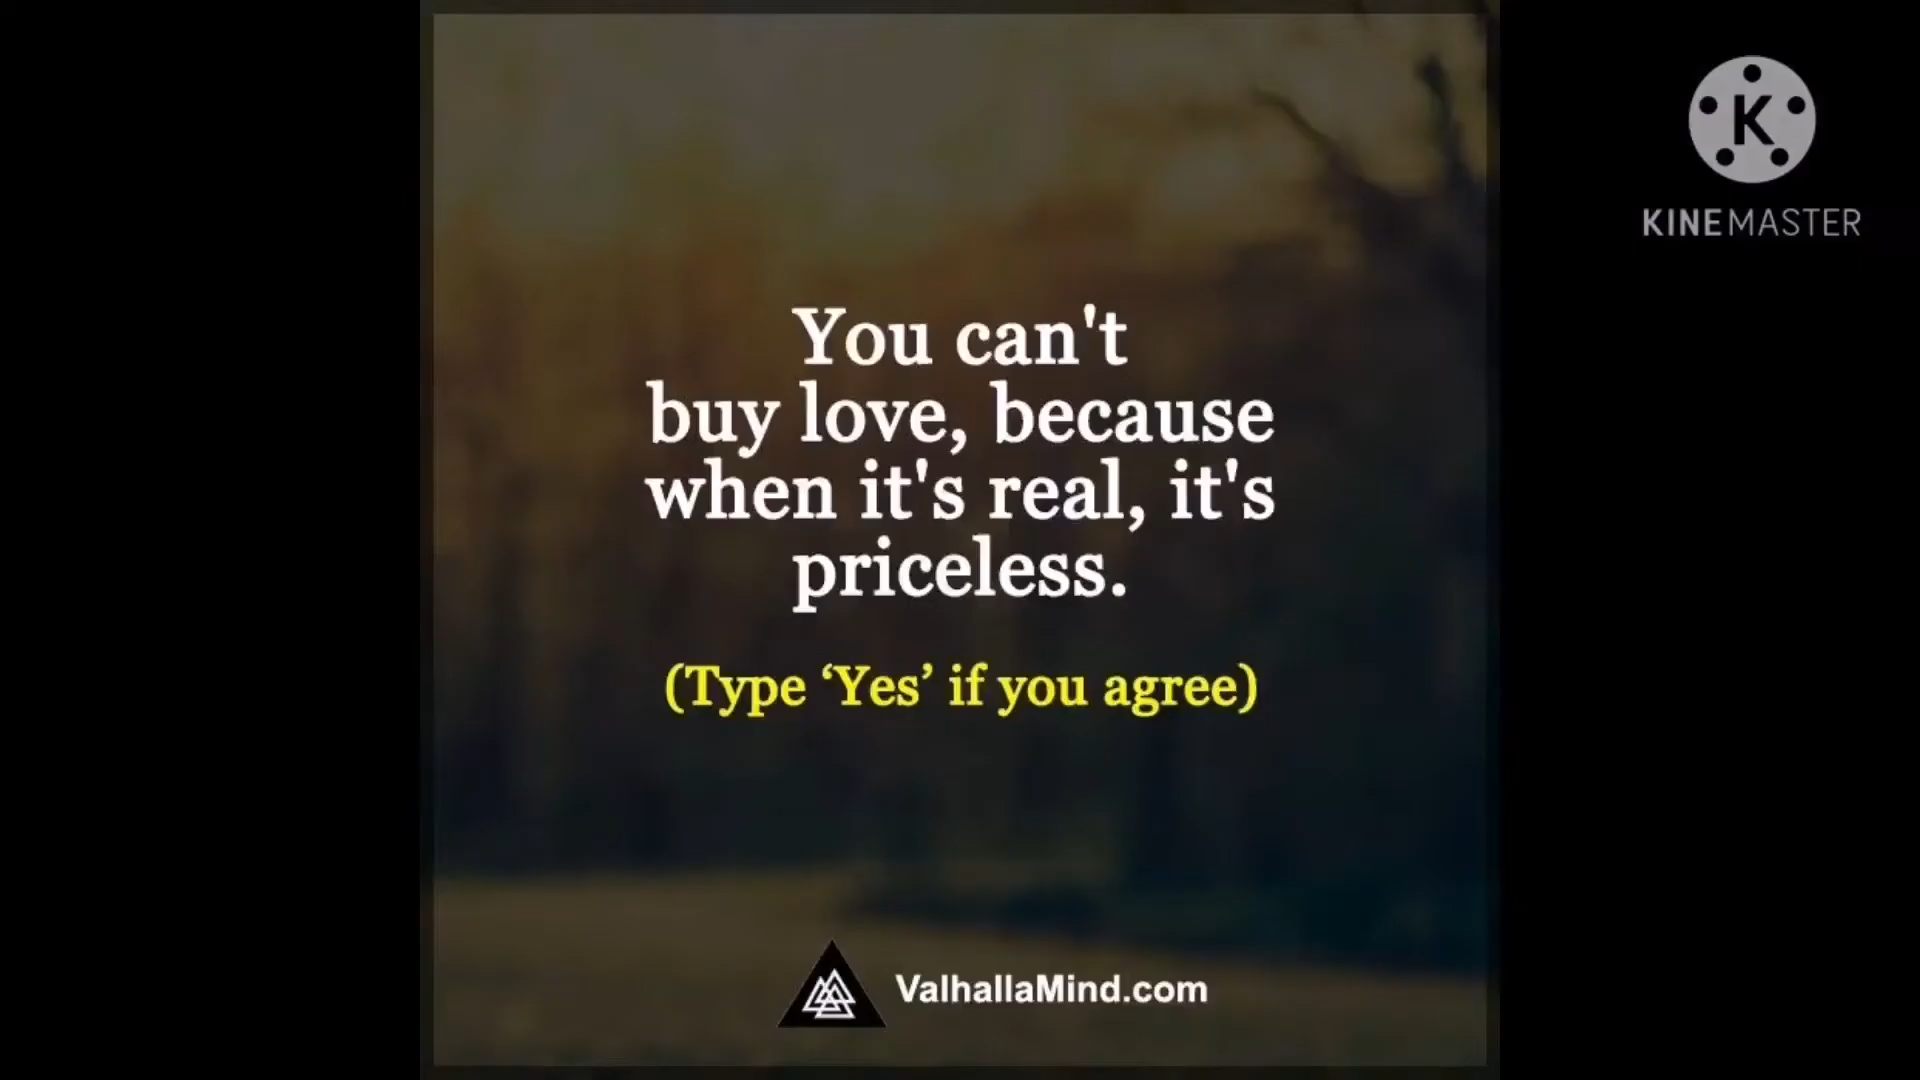 You can't
buy love, because
when it's real, it's
priceless.
(Type ‘Yes’ if you agree)
ValhallaMind.com
K
KINEMASTER